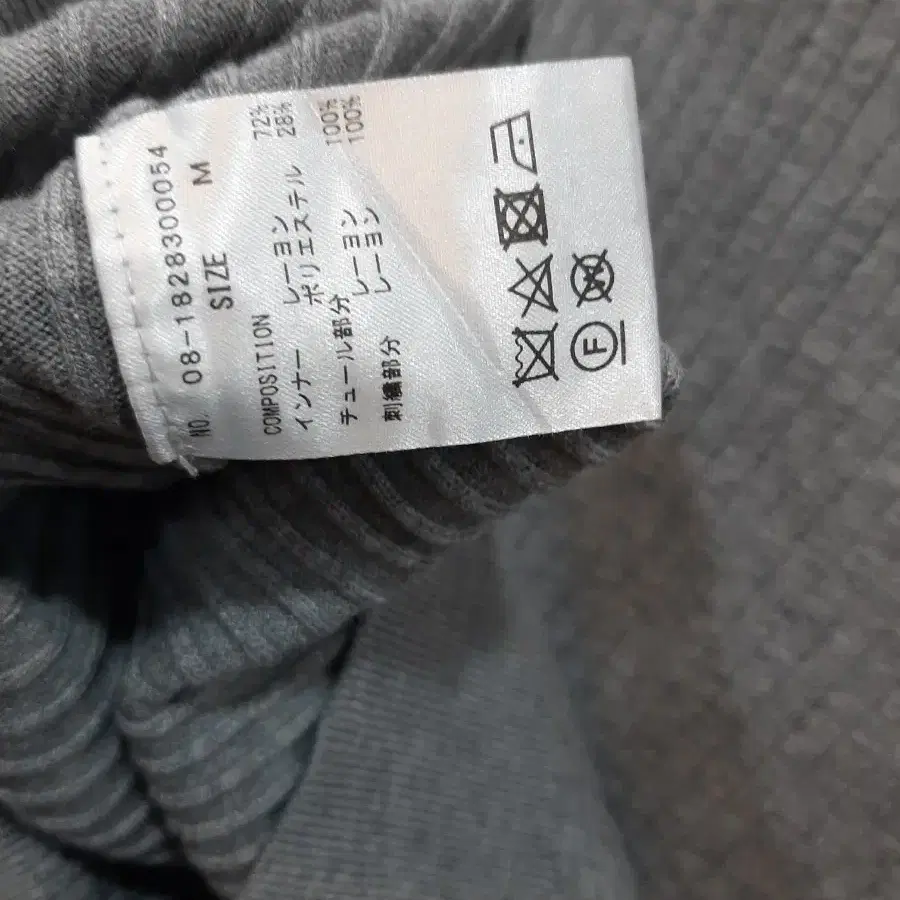 NO. 08-1828300054
SIZE M
COMPOSITION
インナー レーヨン 72%
ポリエステル 28%
チュール部分 レーヨン 100%
刺繍部分 レーヨン 100%
F W